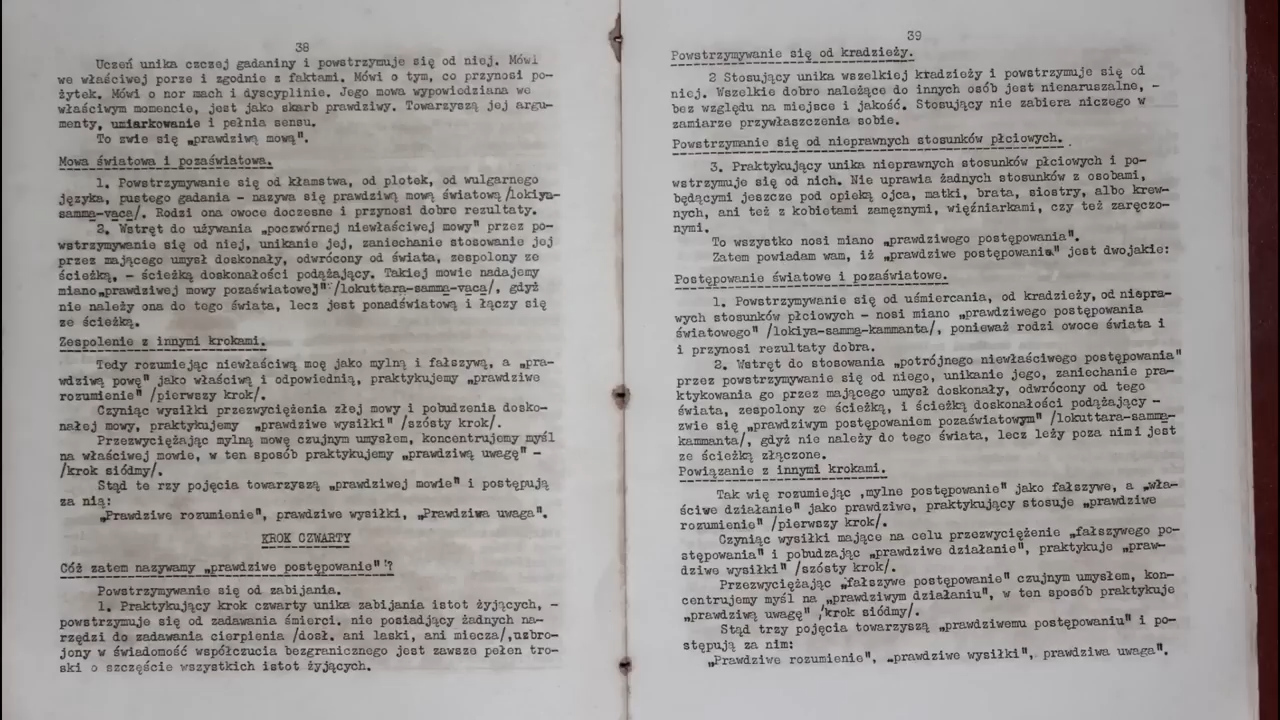 38
Uczeń unika czczej gadaniny i powstrzymuje się od niej. Mówi
we właściwej porze i zgodnie z faktami. Mówi o tym, co przynosi po-
żytek. Mówi o nor mach i dyscyplinie. Jego mowa wypowiedziana we
właściwym momencie, jest jako skarb prawdziwy. Towarzyszą jej argu-
menty, umiarkowanie i pełnia sensu.
To zwie się „prawdziwą mową".
Mowa światowa i pozaświatowa.
1. Powstrzymywanie się od kłamstwa, od plotek, od wulgarnego
języka, pustego gadania - nazywa się prawdziwą mową światową /lokiya-
samma-vaca/. Rodzi ona owoce doczesne i przynosi dobre rezultaty.
2. Wstręt do używania „poczwórnej niewłaściwej mowy" przez po-
wstrzymywanie się od niej, unikanie jej, zaniechanie stosowanie jej
przez mającego umysł doskonały, odwrócony od świata, zespolony ze
ścieżką, - ścieżką doskonałości podążający. Takiej mowie nadajemy
miano„prawdziwej mowy pozaświatowej" /lokuttara-samma-vaca/, gdyż
nie należy ona do tego świata, lecz jest ponadświatową i łączy się
ze ścieżką.
Zespolenie z innymi krokami.
Tedy rozumiejąc niewłaściwą moę jako mylną i fałszywą, a „pra-
wdziwą powę" jako właściwą i odpowiednią, praktykujemy „prawdziwe
rozumienie" /pierwszy krok/.
Czyniąc wysiłki przezwyciężenia złej mowy i pobudzenia dosko-
nałej mowy, praktykujemy „prawdziwe wysiłki" /szósty krok/.
Przezwyciężając mylną mowę czujnym umysłem, koncentrujemy myśl
na właściwej mowie, w ten sposób praktykujemy „prawdziwą uwagę" -
/krok siódmy/.
Stąd te rzy pojęcia towarzyszą „prawdziwej mowie" i postępują
za nią:
„Prawdziwe rozumienie", prawdziwe wysiłki, „Prawdziwa uwaga".
KROK CZWARTY
Cóż zatem nazywamy „prawdziwe postępowanie" ?
Powstrzymywanie się od zabijania.
1. Praktykujący krok czwarty unika zabijania istot żyjących, -
powstrzymuje się od zadawania śmierci. nie posiadjący żadnych na-
rzędzi do zadawania cierpienia /dosł. ani laski, ani miecza/,uzbro-
jony w świadomość współczucia bezgranicznego jest zawsze pełen tro-
ski o szczęście wszystkich istot żyjących.
39
Powstrzymywanie się od kradzieży.
2 Stosujący unika wszelkiej kradzieży i powstrzymuje się od
niej. Wszelkie dobro należące do innych osób jest nienaruszalne, -
bez względu na miejsce i jakość. Stosujący nie zabiera niczego w
zamiarze przywłaszczenia sobie.
Powstrzymanie się od nieprawnych stosunków płciowych.
3. Praktykujący unika nieprawnych stosunków płciowych i po-
wstrzymuje się od nich. Nie uprawia żadnych stosunków z osobami,
będącymi jeszcze pod opieką ojca, matki, brata, siostry, albo krew-
nych, ani też z kobietami zamężnymi, więźniarkami, czy też zaręczo-
nymi.
To wszystko nosi miano „prawdziwego postępowania".
Zatem powiadam wam, iż „prawdziwe postępowanie" jest dwojakie:
Postępowanie światowe i pozaświatowe.
1. Powstrzymywanie się od uśmiercania, od kradzieży, od niepra-
wych stosunków płciowych - nosi miano „prawdziwego postępowania
światowego" /lokiya-samma-kammanta/, ponieważ rodzi owoce świata i
i przynosi rezultaty dobra.
2. Wstręt do stosowania „potrójnego niewłaściwego postępowania"
przez powstrzymywanie się od niego, unikanie jego, zaniechanie pra-
ktykowania go przez mającego umysł doskonały, odwrócony od tego
świata, zespolony ze ścieżką, i ścieżką doskonałości podążający -
zwie się „prawdziwym postępowaniem pozaświatowym" /lokuttara-samma-
kammanta/, gdyż nie należy do tego świata, lecz leży poza nimi jest
ze ścieżką złączone.
Powiązanie z innymi krokami.
Tak wię rozumiejąc ,mylne postępowanie" jako fałszywe, a „wła-
ściwe działanie" jako prawdziwe, praktykujący stosuje „prawdziwe
rozumienie" /pierwszy krok/.
Czyniąc wysiłki mające na celu przezwyciężenie „fałszywego po-
stępowania" i pobudzając „prawdziwe działanie", praktykuje „praw-
dziwe wysiłki" /szósty krok/.
Przezwyciężając „fałszywe postępowanie" czujnym umysłem, kon-
centrujemy myśl na „prawdziwym działaniu", w ten sposób praktykuje
„prawdziwą uwagę" /krok siódmy/.
Stąd trzy pojęcia towarzyszą „prawdziwemu postępowaniu" i po-
stępują za nim:
„Prawdziwe rozumienie", „prawdziwe wysiłki", prawdziwa uwaga".